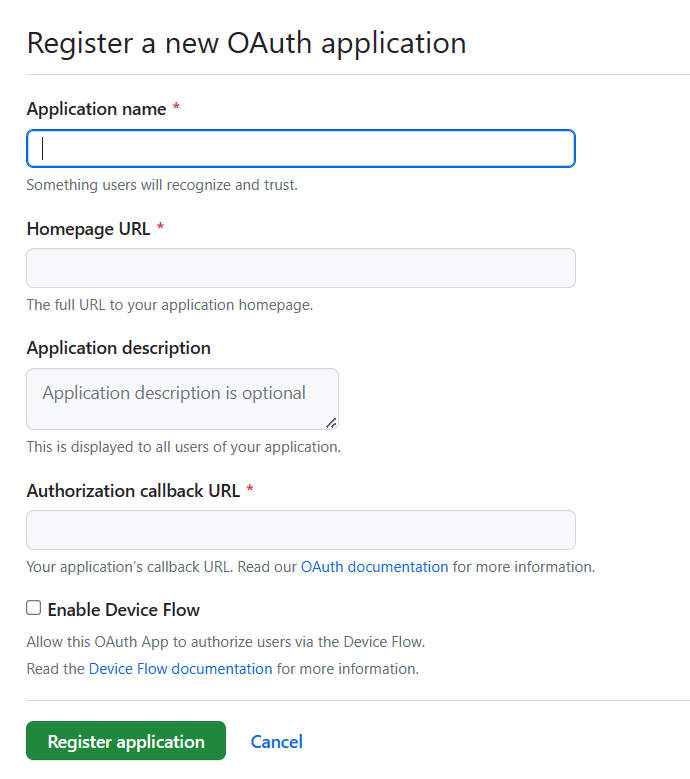 Register a new OAuth application
Application name *
Something users will recognize and trust.
Homepage URL *
The full URL to your application homepage.
Application description
Application description is optional
This is displayed to all users of your application.
Authorization callback URL *
Your application’s callback URL. Read our OAuth documentation for more information.
Enable Device Flow
Allow this OAuth App to authorize users via the Device Flow.
Read the Device Flow documentation for more information.
Register application Cancel